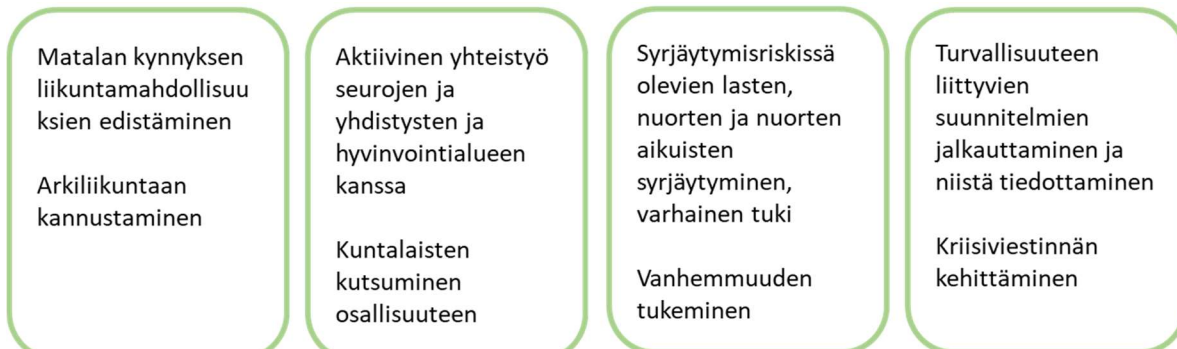 Matalan kynnyksen
liikuntamahdollisuu
ksien edistäminen
Arkiliikuntaan
kannustaminen
Aktiivinen yhteistyö
seurojen ja
yhdistysten ja
hyvinvointialueen
kanssa
Kuntalaisten
kutsuminen
osallisuuteen
Syrjäytymisriskissä
olevien lasten,
nuorten ja nuorten
aikuisten
syrjäytyminen,
varhainen tuki
Vanhemmuuden
tukeminen
Turvallisuuteen
liittyvien
suunnitelmien
jalkauttaminen ja
niistä tiedottaminen
Kriisiviestinnän
kehittäminen